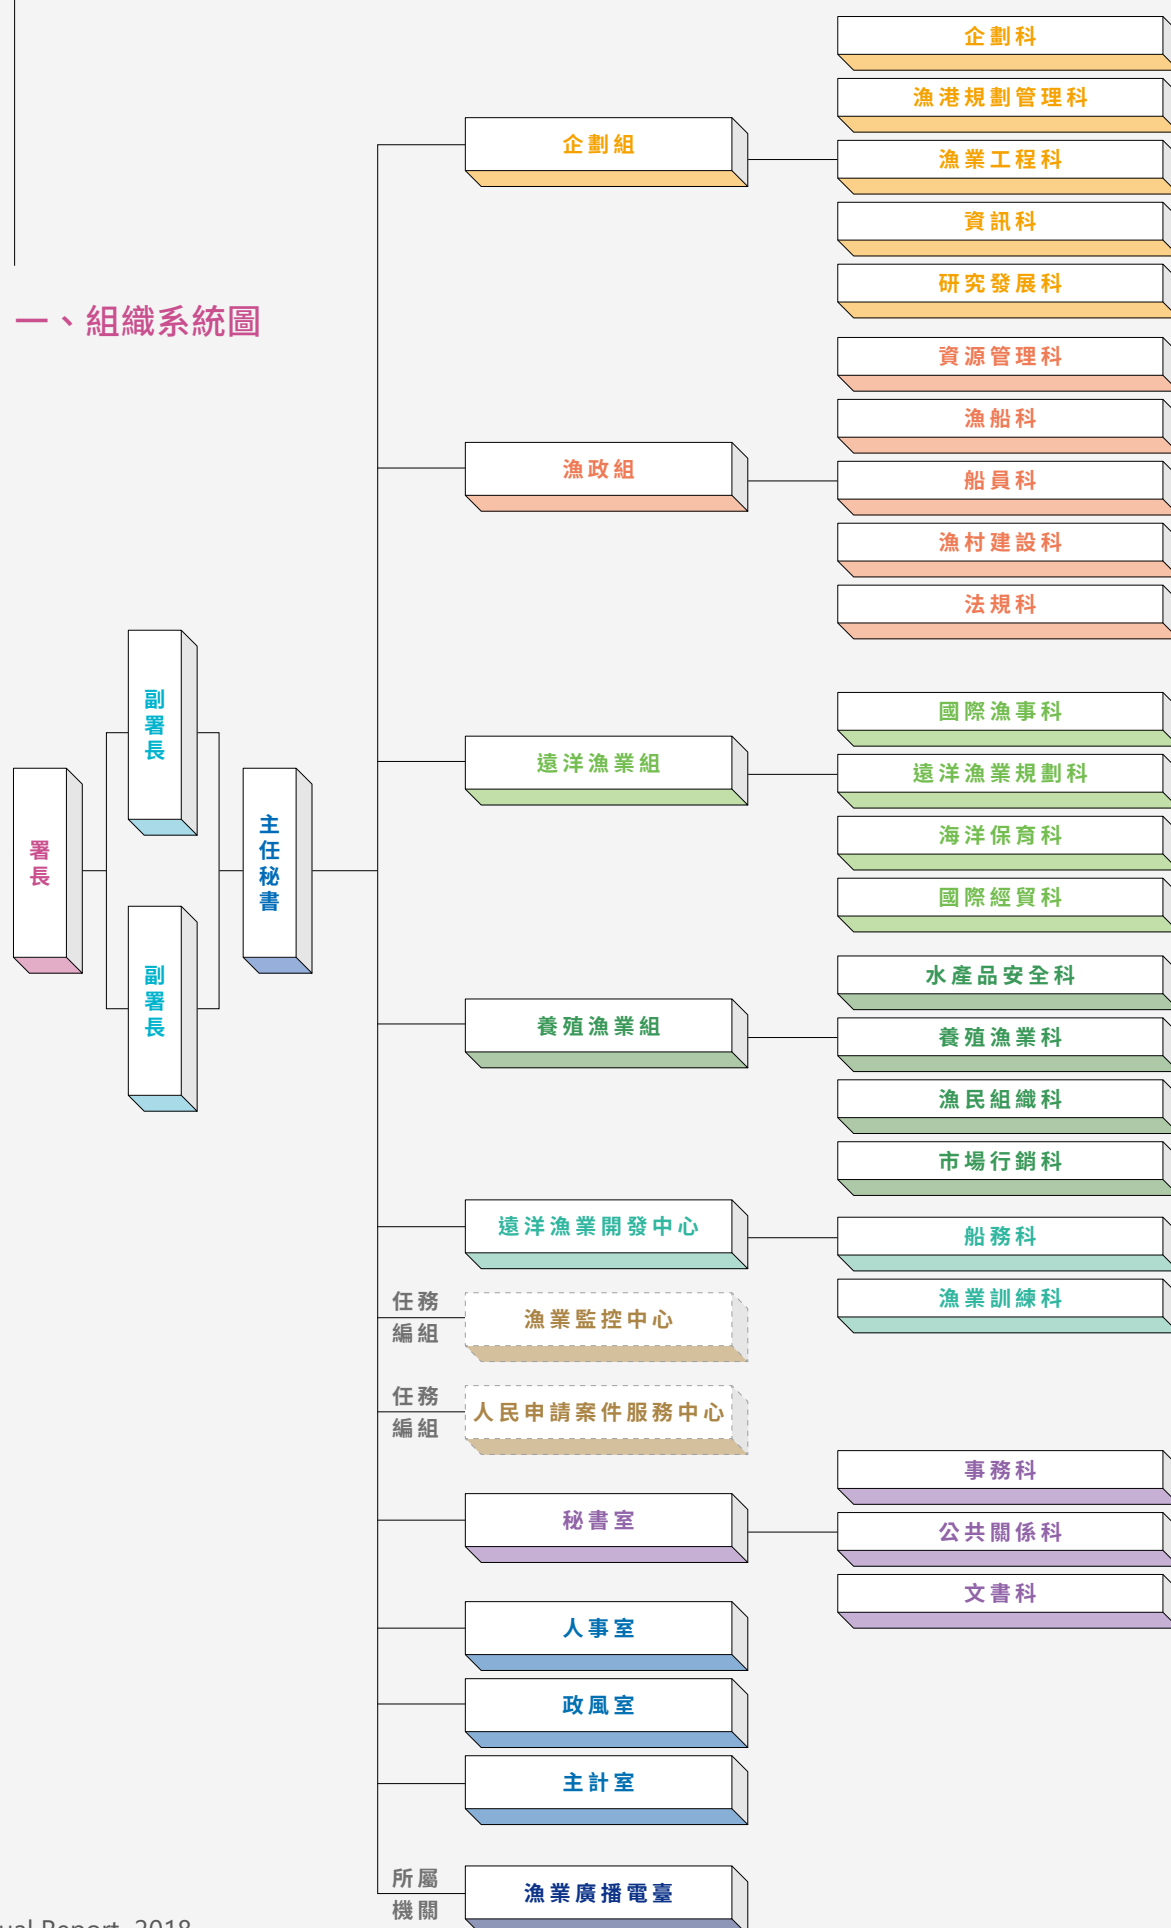 一、組織系統圖
署長
副署長
副署長
主任秘書
企劃組
企劃科
漁港規劃管理科
漁業工程科
資訊科
研究發展科
漁政組
資源管理科
漁船科
船員科
漁村建設科
法規科
遠洋漁業組
國際漁事科
遠洋漁業規劃科
海洋保育科
國際經貿科
養殖漁業組
水產品安全科
養殖漁業科
漁民組織科
市場行銷科
遠洋漁業開發中心
船務科
漁業訓練科
任務
編組
漁業監控中心
任務
編組
人民申請案件服務中心
秘書室
事務科
公共關係科
文書科
人事室
政風室
主計室
所屬
機關
漁業廣播電臺
Report 2018